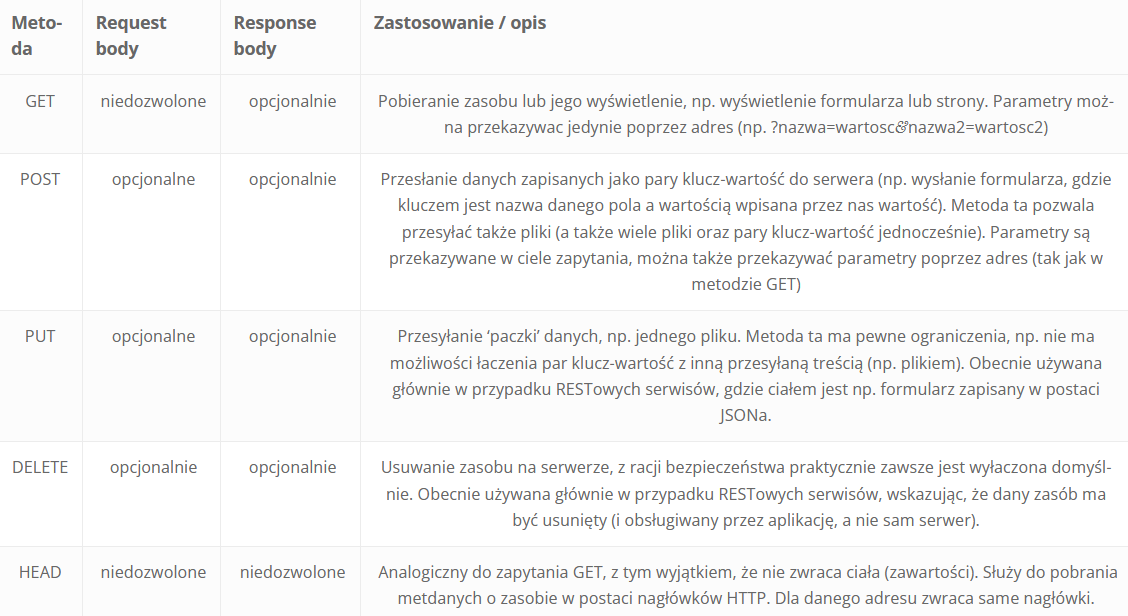 Meto-
da
Request
body
Response
body
Zastosowanie / opis
GET
niedozwolone
opcjonalnie
Pobieranie zasobu lub jego wyświetlenie, np. wyświetlenie formularza lub strony. Parametry moż-
na przekazywac jedynie poprzez adres (np. ?nazwa=wartosc&nazwa2=wartosc2)
POST
opcjonalne
opcjonalnie
Przesłanie danych zapisanych jako pary klucz-wartość do serwera (np. wysłanie formularza, gdzie
kluczem jest nazwa danego pola a wartością wpisana przez nas wartość). Metoda ta pozwala
przesyłać także pliki (a także wiele pliki oraz pary klucz-wartość jednocześnie). Parametry są
przekazywane w ciele zapytania, można także przekazywać parametry poprzez adres (tak jak w
metodzie GET)
PUT
opcjonalne
opcjonalnie
Przesyłanie ‘paczki’ danych, np. jednego pliku. Metoda ta ma pewne ograniczenia, np. nie ma
możliwości łaczenia par klucz-wartość z inną przesyłaną treścią (np. plikiem). Obecnie używana
głównie w przypadku RESTowych serwisów, gdzie ciałem jest np. formularz zapisany w postaci
JSONa.
DELETE
opcjonalnie
opcjonalnie
Usuwanie zasobu na serwerze, z racji bezpieczeństwa praktycznie zawsze jest wyłaczona domyśl-
nie. Obecnie używana głównie w przypadku RESTowych serwisów, wskazując, że dany zasób ma
być usunięty (i obsługiwany przez aplikację, a nie sam serwer).
HEAD
niedozwolone
niedozwolone
Analogiczny do zapytania GET, z tym wyjątkiem, że nie zwraca ciała (zawartości). Służy do pobrania
metdanych o zasobie w postaci nagłówków HTTP. Dla danego adresu zwraca same nagłówki.